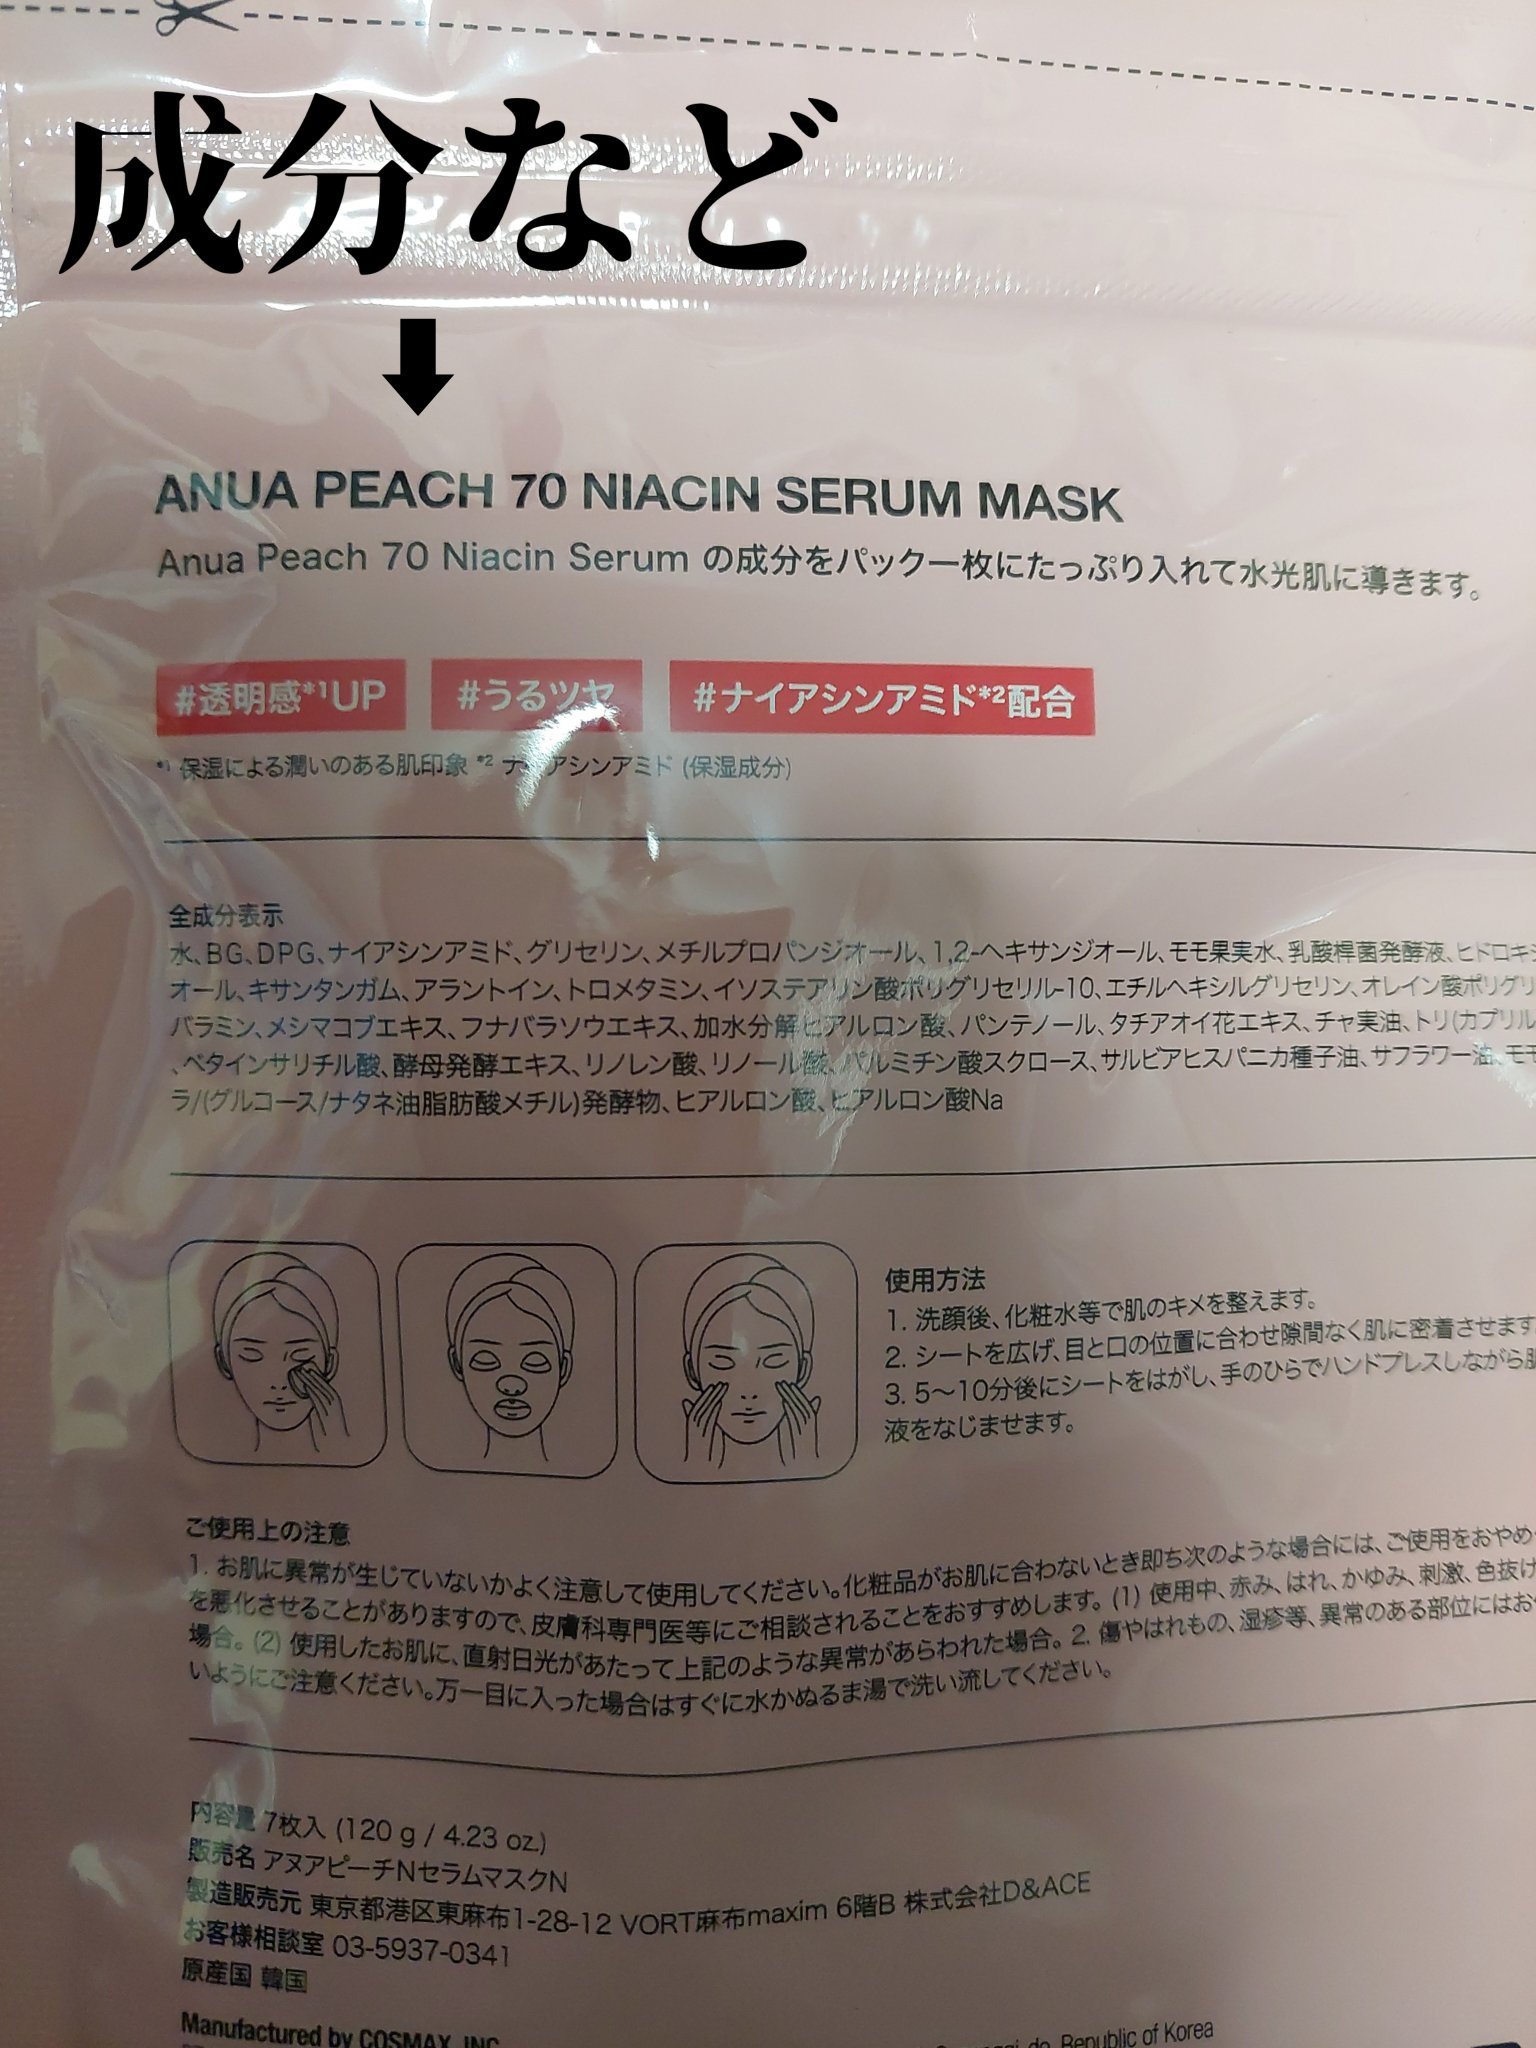 成分など
ANUA PEACH 70 NIACIN SERUM MASK
Anua Peach 70 Niacin Serum の成分をパック一枚にたっぷり入れて水光肌に導きます。
#透明感*1UP #うるツヤ #ナイアシンアミド*2配合
*1 保湿による潤いのある肌印象 *2 ナイアシンアミド (保湿成分)
全成分表示
水、BG、DPG、ナイアシンアミド、グリセリン、メチルプロパンジオール、1,2-ヘキサンジオール、モモ果実水、乳酸桿菌発酵液、ヒドロキシ
オール、キサンタンガム、アラントイン、トロメタミン、イソステアリン酸ポリグリセリル-10、エチルヘキシルグリセリン、オレイン酸ポリグリ
バラミン、メシマコブエキス、フナバラソウエキス、加水分解ヒアルロン酸、パンテノール、タチアオイ花エキス、チャ実油、トリ(カプリル
、ベタインサリチル酸、酵母発酵エキス、リノレン酸、リノール酸、パルミチン酸スクロース、サルビアヒスパニカ種子油、サフラワー油、モモ
ラ/(グルコース/ナタネ油脂肪酸メチル)発酵物、ヒアルロン酸、ヒアルロン酸Na
使用方法
1. 洗顔後、化粧水等で肌のキメを整えます。
2. シートを広げ、目と口の位置に合わせ隙間なく肌に密着させます
3. 5〜10分後にシートをはがし、手のひらでハンドプレスしながら肌
液をなじませます。
ご使用上の注意
1. お肌に異常が生じていないかよく注意して使用してください。化粧品がお肌に合わないとき即ち次のような場合には、ご使用をおやめ
を悪化させることがありますので、皮膚科専門医等にご相談されることをおすすめします。(1) 使用中、赤み、はれ、かゆみ、刺激、色抜け
場合。(2) 使用したお肌に、直射日光があたって上記のような異常があらわれた場合。2. 傷やはれもの、湿疹等、異常のある部位にはお
いようにご注意ください。万一目に入った場合はすぐに水かぬるま湯で洗い流してください。
内容量 7枚入 (120 g / 4.23 oz.)
販売名 アヌアピーチNセラムマスクN
製造販売元 東京都港区東麻布1-28-12 VORT麻布maxim 6階B 株式会社D&ACE
お客様相談室 03-5937-0341
原産国 韓国
Manufactured by COSMAX, INC
Republic of Korea